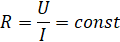 R = U/I = const